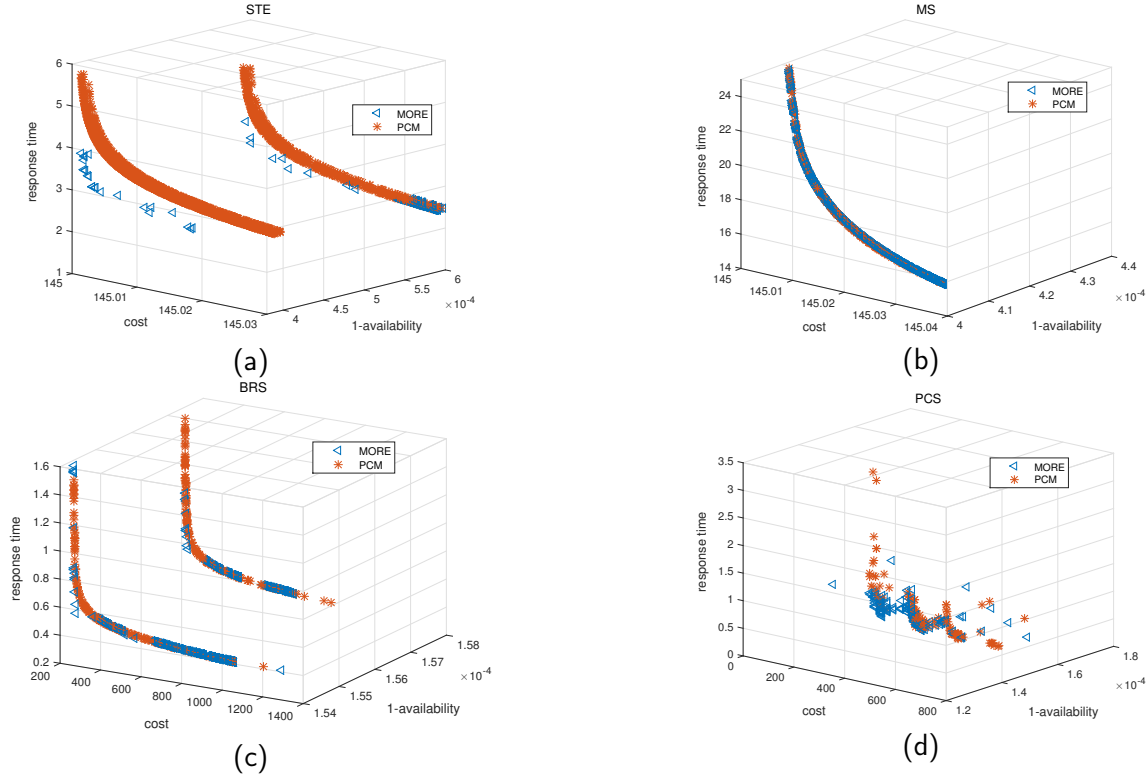 STE
6
5
4
3
2
1
response time
145
145.01
145.02
145.03
cost
4
4.5
5
5.5
6
×10⁻⁴
1-availability
MORE
PCM
(a)
MS
24
22
20
18
16
14
response time
145
145.01
145.02
145.03
145.04
cost
4
4.1
4.2
4.3
4.4
×10⁻⁴
1-availability
MORE
PCM
(b)
BRS
1.6
1.4
1.2
1
0.8
0.6
0.4
0.2
response time
200
400
600
800
1000
1200
1400
cost
1.54
1.55
1.56
1.57
1.58
×10⁻⁴
1-availability
MORE
PCM
(c)
PCS
3.5
3
2.5
2
1.5
1
0.5
0
response time
0
200
400
600
800
cost
1.2
1.4
1.6
1.8
×10⁻⁴
1-availability
MORE
PCM
(d)